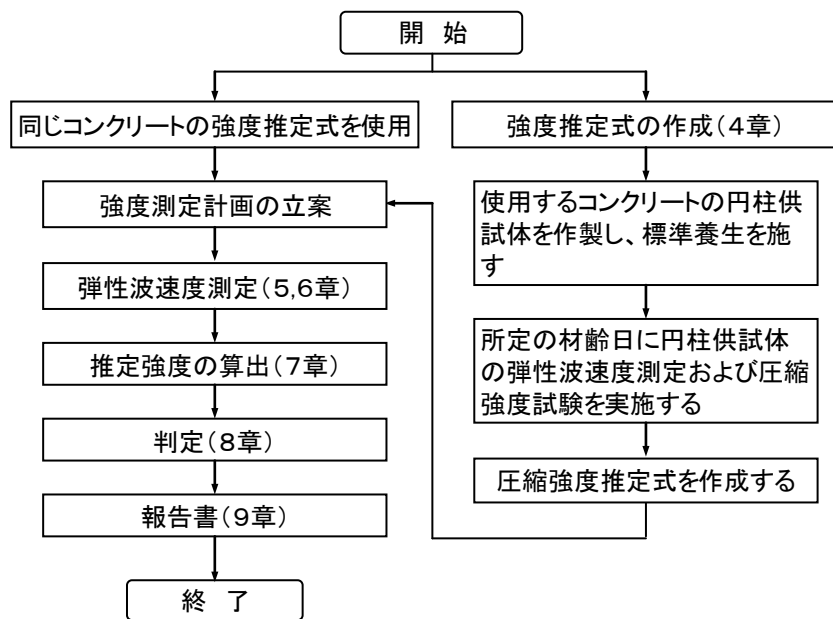 開 始
同じコンクリートの強度推定式を使用
強度測定計画の立案
弾性波速度測定(5,6章)
推定強度の算出(7章)
判定(8章)
報告書(9章)
終 了
強度推定式の作成(4章)
使用するコンクリートの円柱供
試体を作製し、標準養生を施
す
所定の材齢日に円柱供試体
の弾性波速度測定および圧縮
強度試験を実施する
圧縮強度推定式を作成する